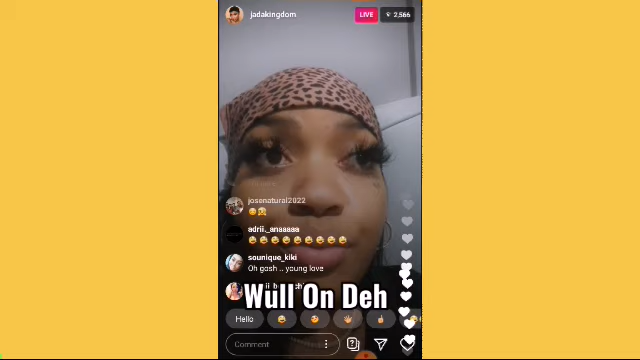 jadakingdom
LIVE
2,566
josenatural2022
adrii._anaaaaa
sounique_kiki
Oh gosh .. young love
Wull On Deh
Hello
Comment